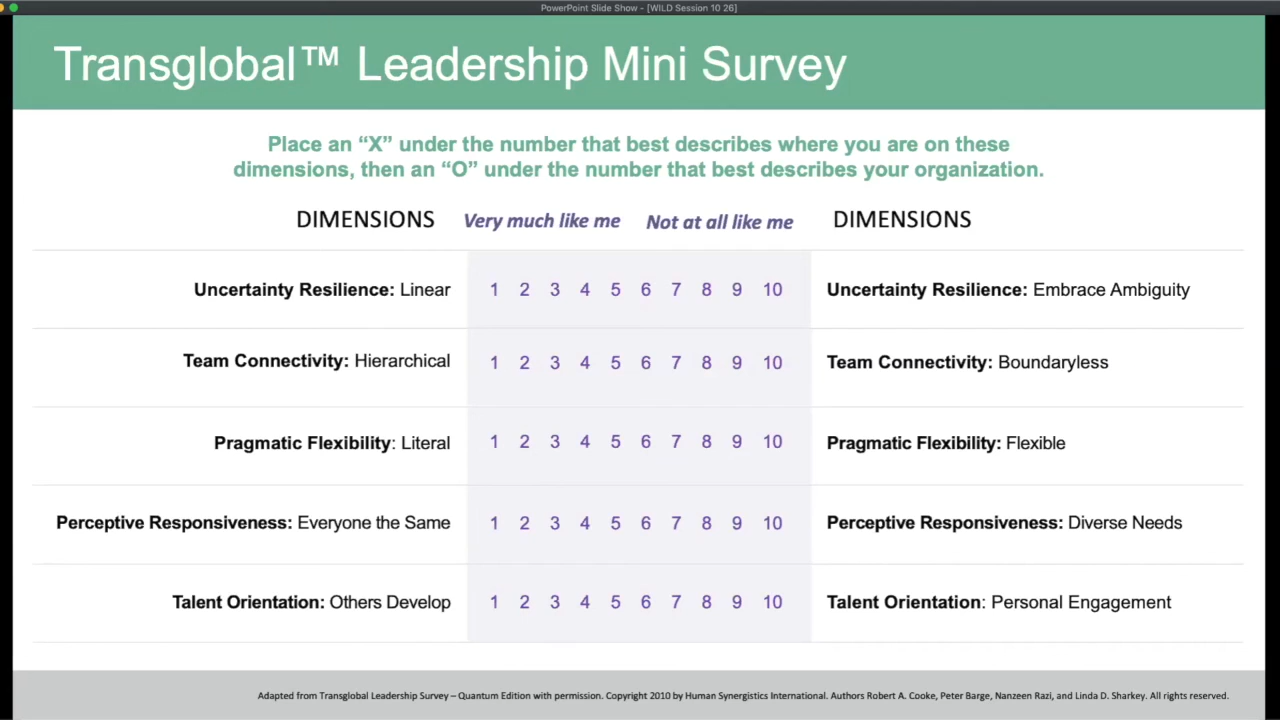 PowerPoint Slide Show - [WILD Session 10 26]
Transglobal™ Leadership Mini Survey
Place an “X” under the number that best describes where you are on these
dimensions, then an “O” under the number that best describes your organization.
DIMENSIONS Very much like me Not at all like me DIMENSIONS
Uncertainty Resilience: Linear 1 2 3 4 5 6 7 8 9 10 Uncertainty Resilience: Embrace Ambiguity
Team Connectivity: Hierarchical 1 2 3 4 5 6 7 8 9 10 Team Connectivity: Boundaryless
Pragmatic Flexibility: Literal 1 2 3 4 5 6 7 8 9 10 Pragmatic Flexibility: Flexible
Perceptive Responsiveness: Everyone the Same 1 2 3 4 5 6 7 8 9 10 Perceptive Responsiveness: Diverse Needs
Talent Orientation: Others Develop 1 2 3 4 5 6 7 8 9 10 Talent Orientation: Personal Engagement
Adapted from Transglobal Leadership Survey – Quantum Edition with permission. Copyright 2010 by Human Synergistics International. Authors Robert A. Cooke, Peter Barge, Nanzeen Razi, and Linda D. Sharkey. All rights reserved.